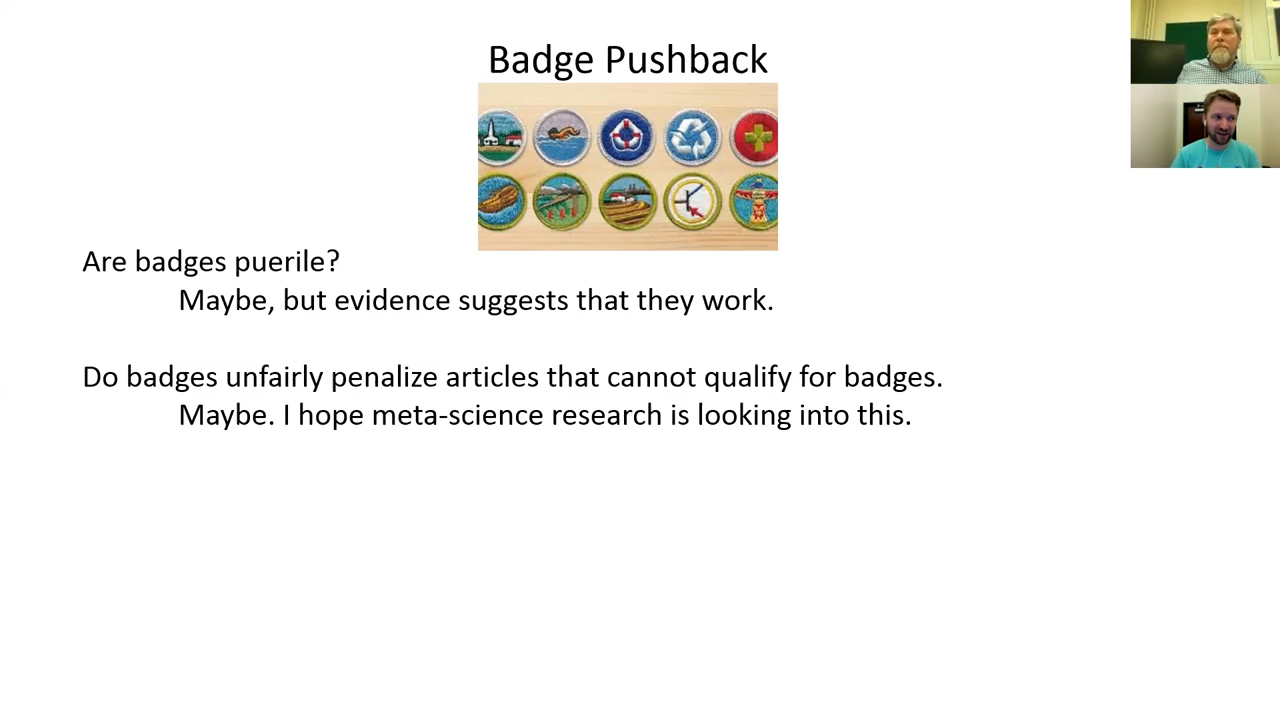 Badge Pushback
Are badges puerile?
Maybe, but evidence suggests that they work.
Do badges unfairly penalize articles that cannot qualify for badges.
Maybe. I hope meta-science research is looking into this.